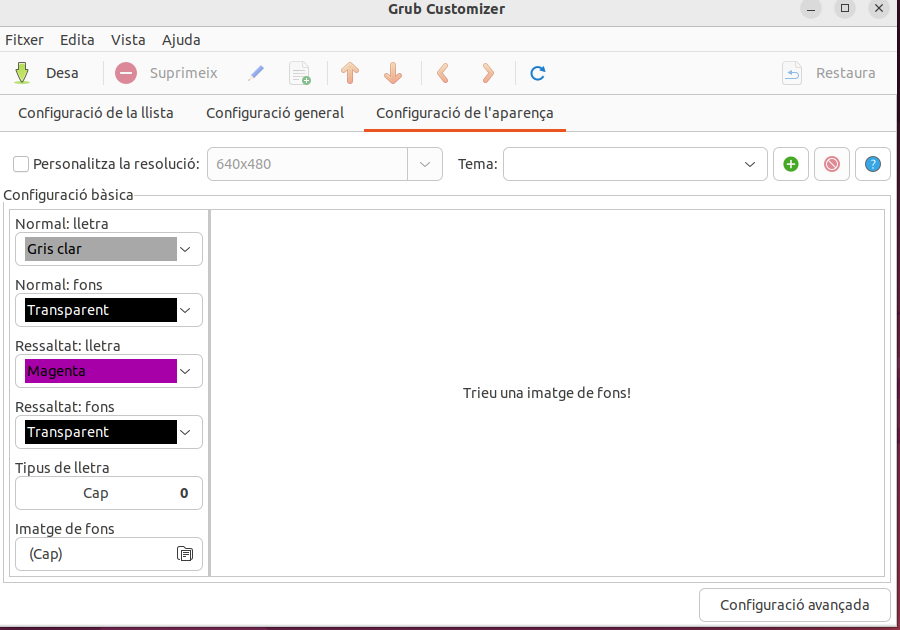 Grub Customizer
Fitxer Edita Vista Ajuda
Desa Suprimeix Restaura
Configuració de la llista Configuració general Configuració de l'aparença
Personalitza la resolució: 640x480 Tema:
Configuració bàsica
Normal: lletra
Gris clar
Normal: fons
Transparent
Ressaltat: lletra
Magenta
Ressaltat: fons
Transparent
Tipus de lletra
Cap 0
Imatge de fons
(Cap)
Trieu una imatge de fons!
Configuració avançada